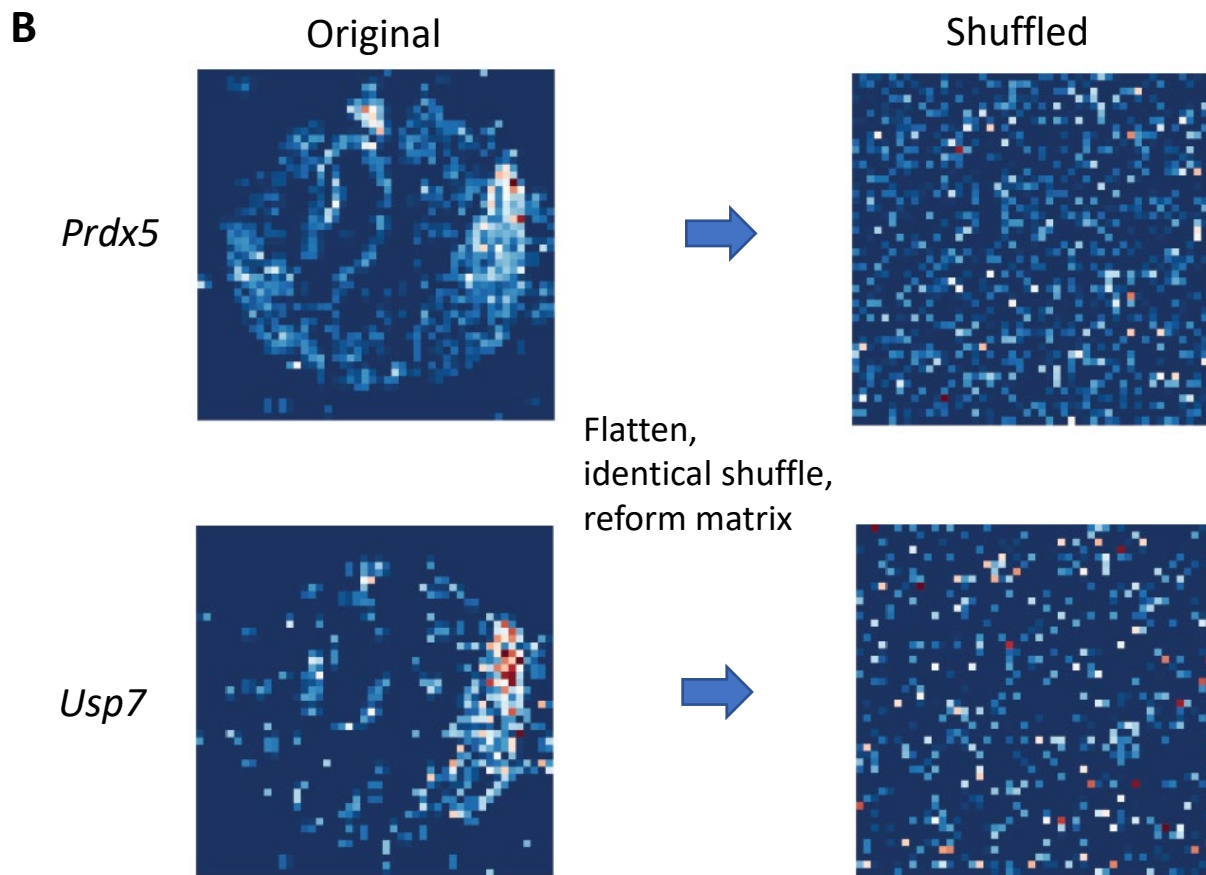 B
Original
Shuffled
Prdx5
Flatten,
identical shuffle,
reform matrix
Usp7